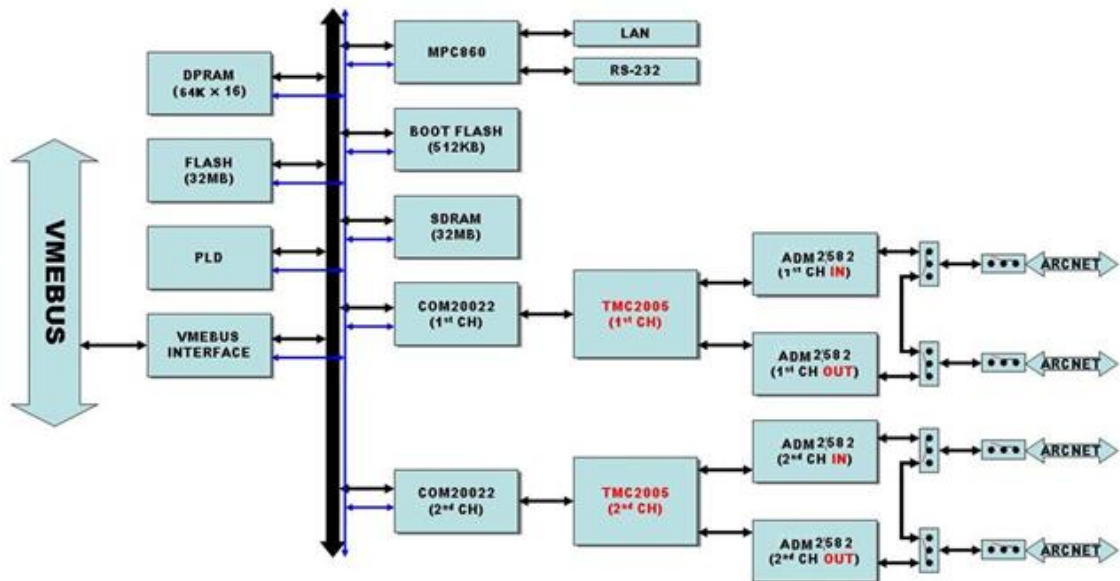 VMEBUS
DPRAM
(64K × 16)
FLASH
(32MB)
PLD
VMEBUS
INTERFACE
MPC860
LAN
RS-232
BOOT FLASH
(512KB)
SDRAM
(32MB)
COM20022
(1st CH)
TMC2005
(1st CH)
ADM2582
(1st CH IN)
ARCNET
ADM2582
(1st CH OUT)
ARCNET
COM20022
(2nd CH)
TMC2005
(2nd CH)
ADM2582
(2nd CH IN)
ARCNET
ADM2582
(2nd CH OUT)
ARCNET